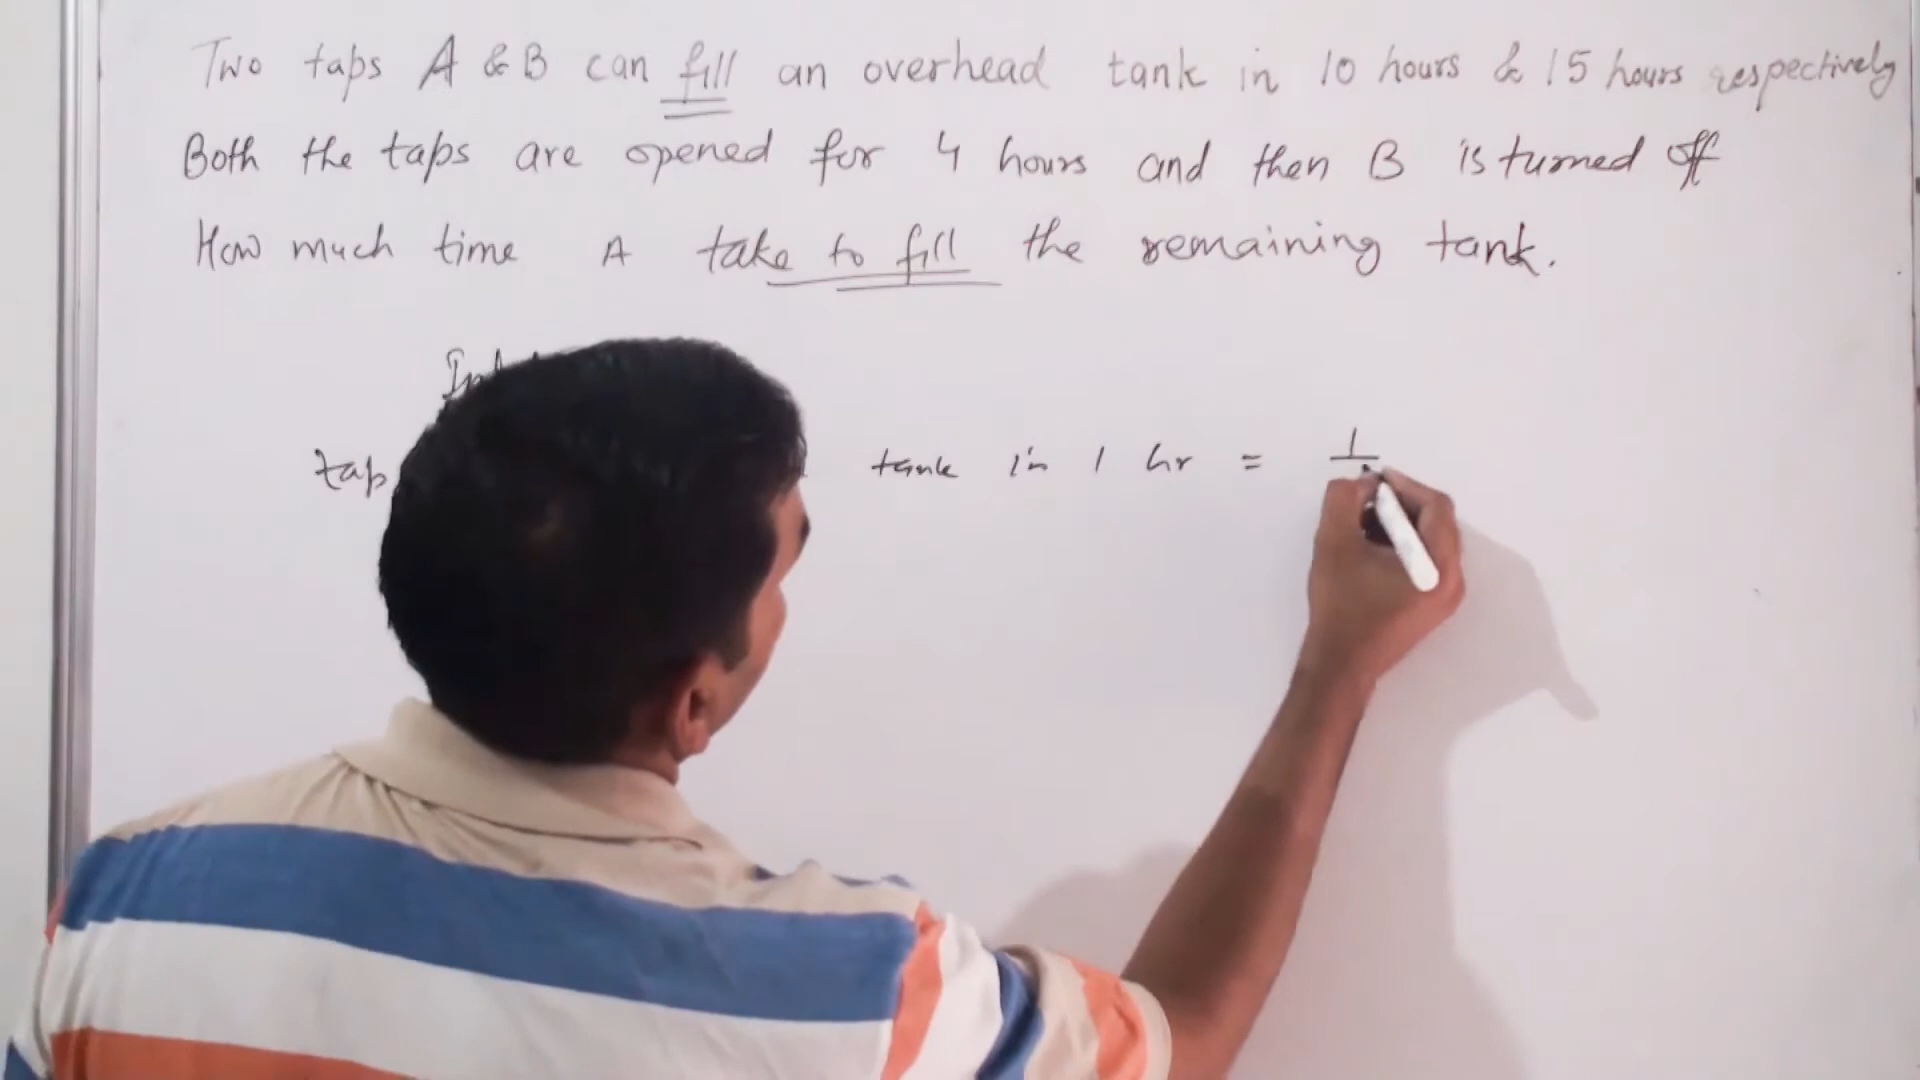 Two taps A & B can fill an overhead tank in 10 hours & 15 hours respectively
Both the taps are opened for 4 hours and then B is turned off
How much time A take to fill the remaining tank.
tap tank in 1 hr = 1